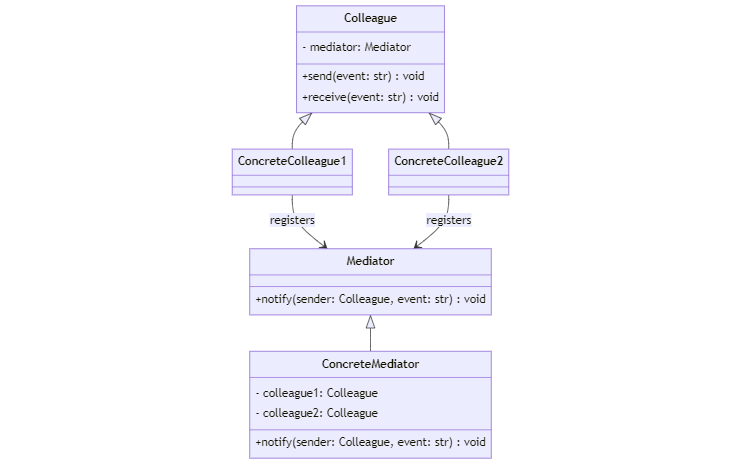 Colleague
- mediator: Mediator
+send(event: str) : void
+receive(event: str) : void
ConcreteColleague1
ConcreteColleague2
registers
registers
Mediator
+notify(sender: Colleague, event: str) : void
ConcreteMediator
- colleague1: Colleague
- colleague2: Colleague
+notify(sender: Colleague, event: str) : void